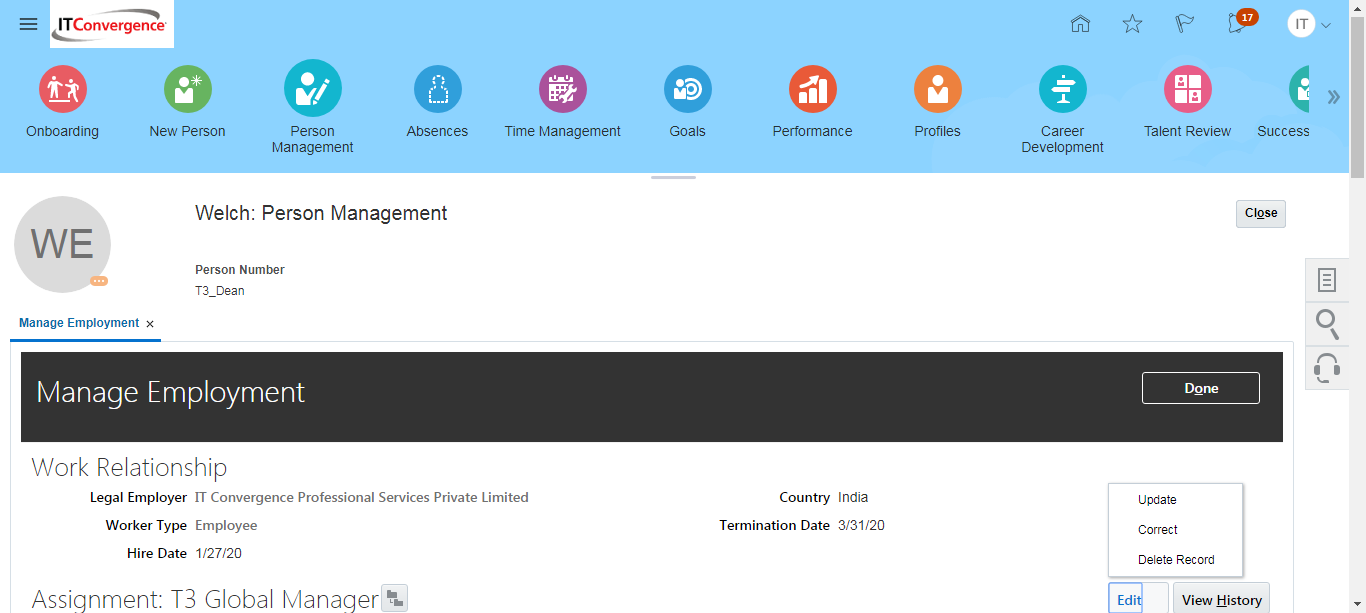 ITConvergence
17
IT
Onboarding
New Person
Person Management
Absences
Time Management
Goals
Performance
Profiles
Career Development
Talent Review
Success
WE
Welch: Person Management
Close
Person Number
T3_Dean
Manage Employment
Manage Employment
Done
Work Relationship
Legal Employer IT Convergence Professional Services Private Limited
Country India
Worker Type Employee
Termination Date 3/31/20
Hire Date 1/27/20
Update
Correct
Delete Record
Assignment: T3 Global Manager
Edit
View History